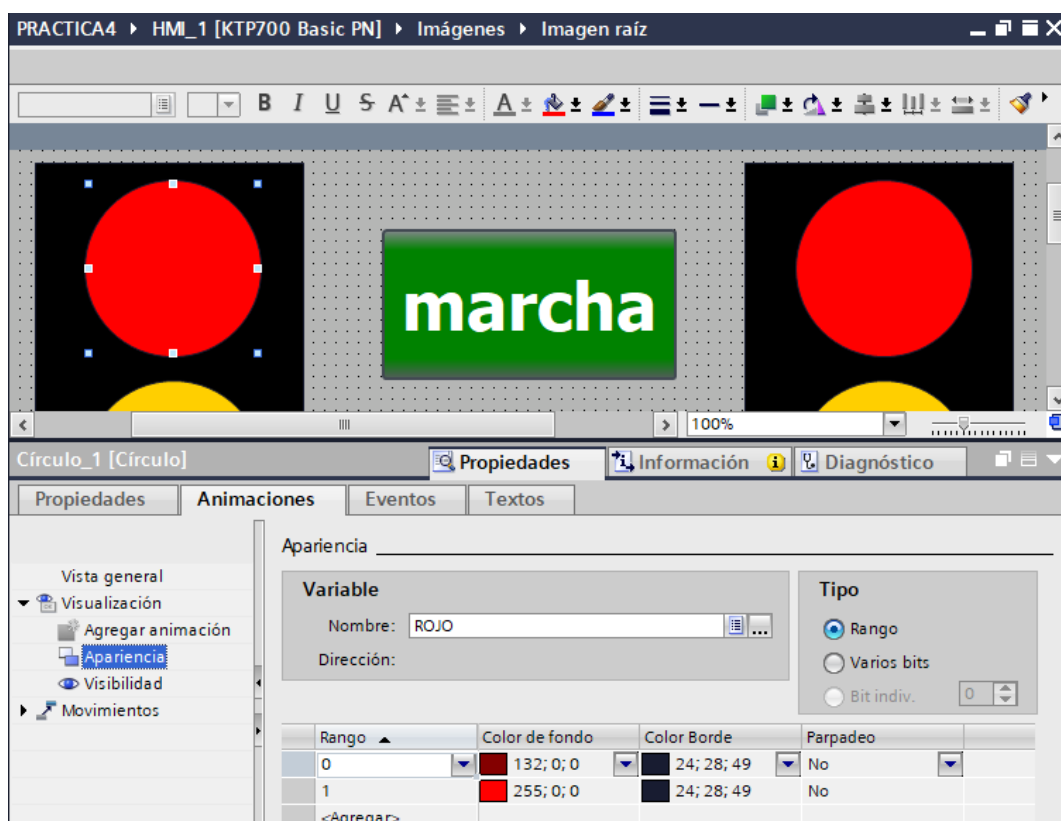 PRACTICA4 ▸ HMI_1 [KTP700 Basic PN] ▸ Imágenes ▸ Imagen raíz
B I U S A A
marcha
100%
Círculo_1 [Círculo]
Propiedades Información Diagnóstico
Propiedades Animaciones Eventos Textos
Apariencia
Vista general
Visualización
Agregar animación
Apariencia
Visibilidad
Movimientos
Variable
Nombre: ROJO
Dirección:
Tipo
Rango
Varios bits
Bit indiv. 0
Rango Color de fondo Color Borde Parpadeo
0 132; 0; 0 24; 28; 49 No
1 255; 0; 0 24; 28; 49 No
<Agregar>